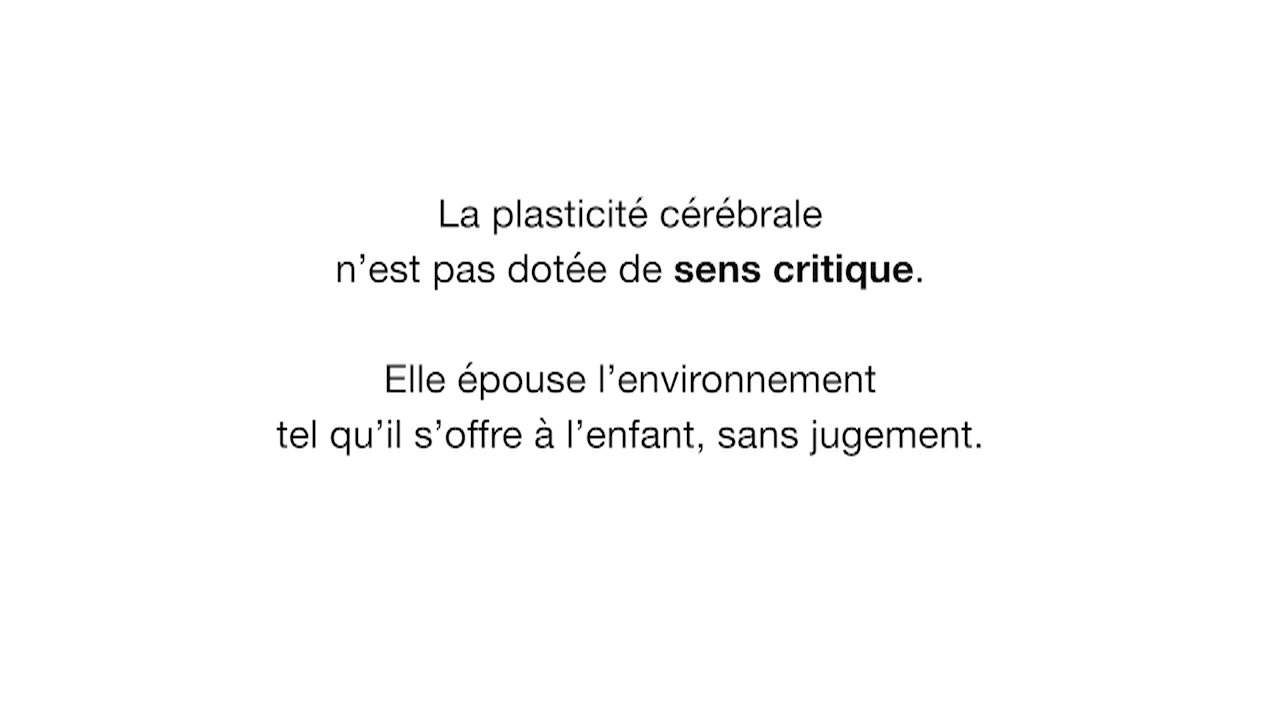 La plasticité cérébrale
n’est pas dotée de sens critique.
Elle épouse l’environnement
tel qu’il s’offre à l’enfant, sans jugement.